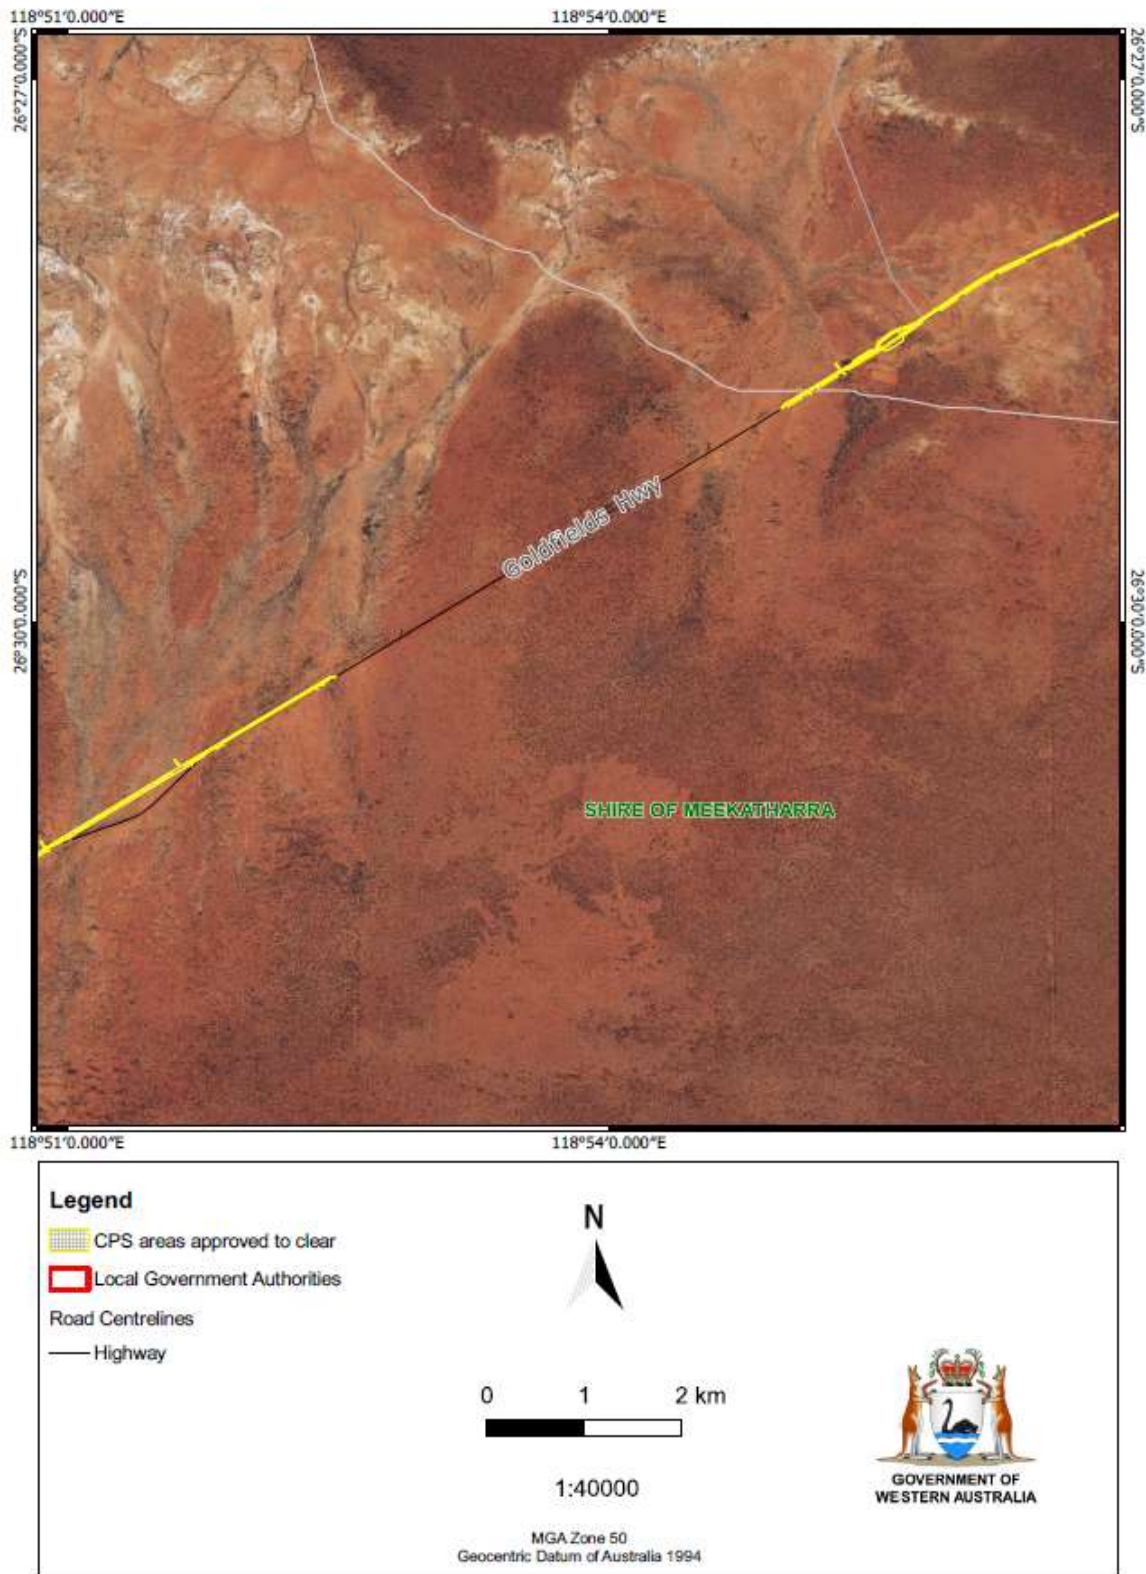 118°51'0.000"E
118°54'0.000"E
26°27'0.000"S
26°27'0.000"S
Goldfields Hwy
26°30'0.000"S
26°30'0.000"S
SHIRE OF MEEKATHARRA
118°51'0.000"E
118°54'0.000"E
Legend
CPS areas approved to clear
Local Government Authorities
Road Centrelines
Highway
N
0 1 2 km
1:40000
MGA Zone 50
Geocentric Datum of Australia 1994
GOVERNMENT OF
WESTERN AUSTRALIA